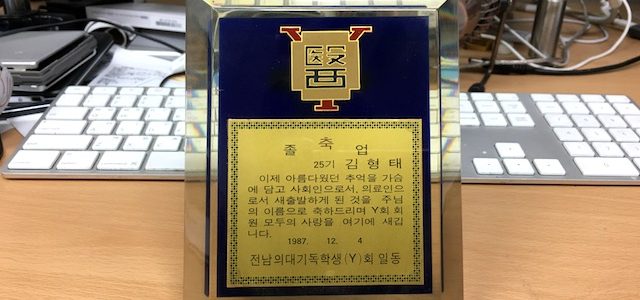 醫
졸 축 업
25기 김형태
이제 아름다웠던 추억을 가슴
에 담고 사회인으로서, 의료인으
로서 새출발하게 된 것을 주님
의 이름으로 축하드리며 Y회 회
원 모두의 사랑을 여기에 새깁
니다.
1987. 12. 4
전남의대기독학생(Y)회 일동